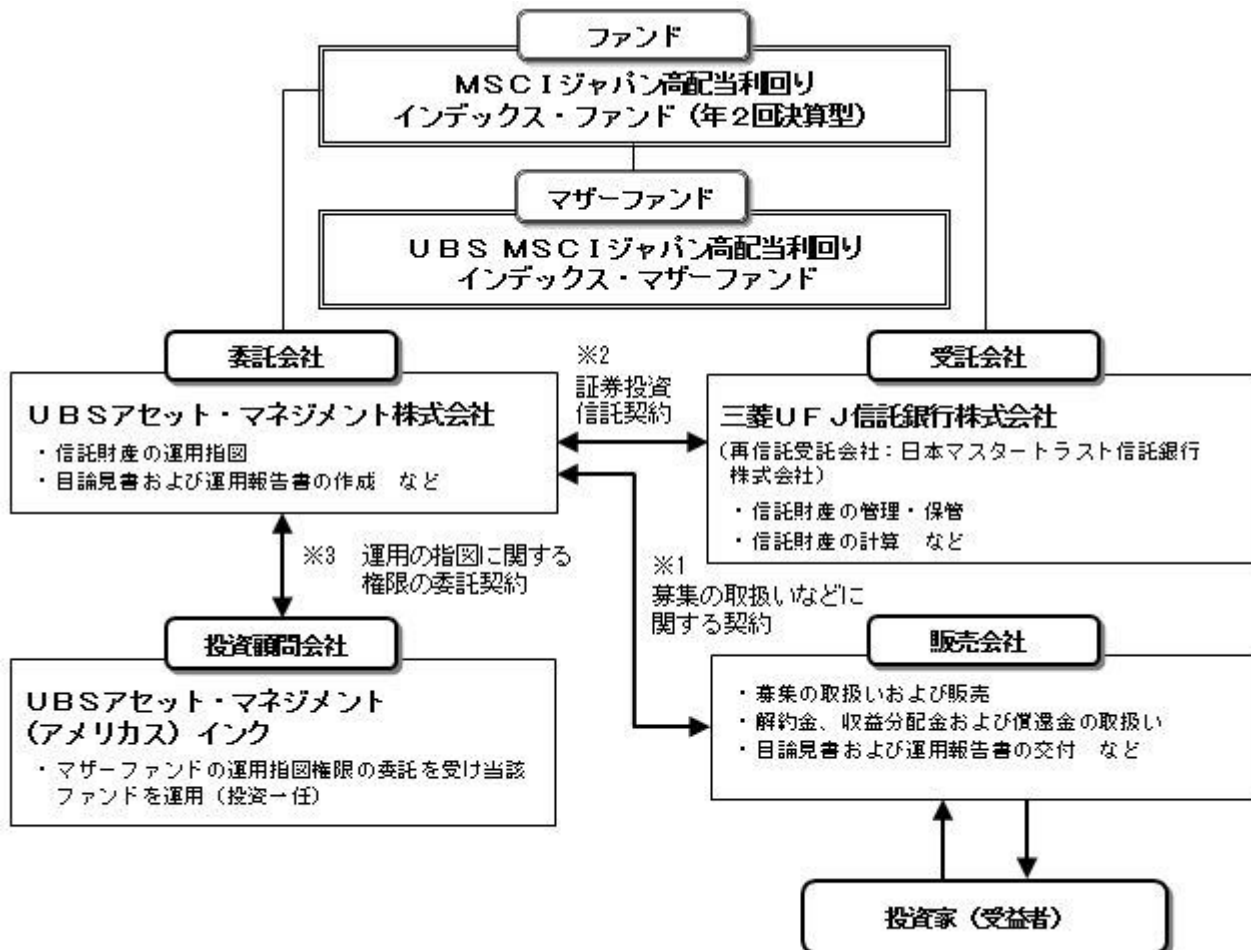 ファンド
MSCIジャパン高配当利回り
インデックス・ファンド(年2回決算型)
マザーファンド
UBS MSCIジャパン高配当利回り
インデックス・マザーファンド
委託会社
UBSアセット・マネジメント株式会社
・信託財産の運用指図
・目論見書および運用報告書の作成 など
※2
証券投資
信託契約
受託会社
三菱UFJ信託銀行株式会社
(再信託受託会社:日本マスタートラスト信託銀行
株式会社)
・信託財産の管理・保管
・信託財産の計算 など
※3 運用の指図に関する
権限の委託契約
※1
募集の取扱いなどに
関する契約
投資顧問会社
UBSアセット・マネジメント
(アメリカス)インク
・マザーファンドの運用指図権限の委託を受け当該
ファンドを運用(投資一任)
販売会社
・募集の取扱いおよび販売
・解約金、収益分配金および償還金の取扱い
・目論見書および運用報告書の交付 など
投資家(受益者)